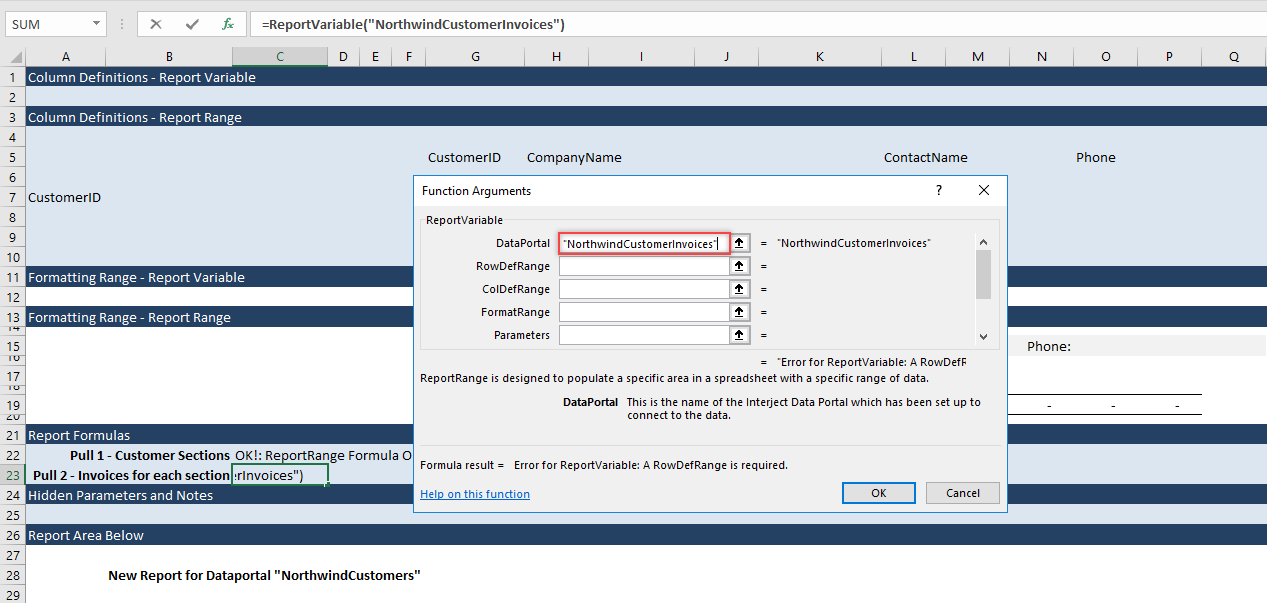 SUM =ReportVariable("NorthwindCustomerInvoices")
A B C D E F G H I J K L M N O P Q
1 Column Definitions - Report Variable
2
3 Column Definitions - Report Range
4
5 CustomerID CompanyName ContactName Phone
6
7 CustomerID
8
9
10
11 Formatting Range - Report Variable
12
13 Formatting Range - Report Range
14
15 Phone:
16
17
18
19 - - -
20
21 Report Formulas
22 Pull 1 - Customer Sections OK!: ReportRange Formula O
23 Pull 2 - Invoices for each section erInvoices")
24 Hidden Parameters and Notes
25
26 Report Area Below
27
28 New Report for Dataportal "NorthwindCustomers"
29
Function Arguments ?
ReportVariable
DataPortal "NorthwindCustomerInvoices" = "NorthwindCustomerInvoices"
RowDefRange =
ColDefRange =
FormatRange =
Parameters =
= "Error for ReportVariable: A RowDefR
ReportRange is designed to populate a specific area in a spreadsheet with a specific range of data.
DataPortal This is the name of the Interject Data Portal which has been set up to
connect to the data.
Formula result = Error for ReportVariable: A RowDefRange is required.
Help on this function OK Cancel